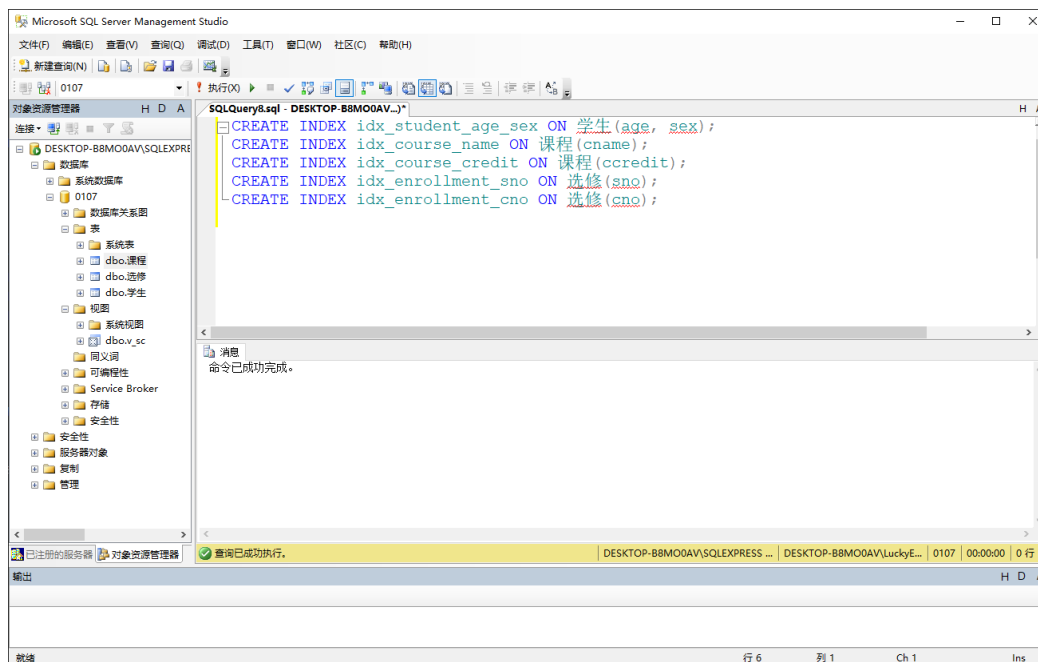 Microsoft SQL Server Management Studio
文件(F) 编辑(E) 查看(V) 查询(Q) 调试(D) 工具(T) 窗口(W) 社区(C) 帮助(H)
新建查询(N)
0107 执行(X)
对象资源管理器 H D A
SQLQuery8.sql - DESKTOP-B8MO0AV...)* H
连接
DESKTOP-B8MO0AV\SQLEXPRE
数据库
系统数据库
0107
数据库关系图
表
系统表
dbo.课程
dbo.选修
dbo.学生
视图
系统视图
dbo.v_sc
同义词
可编程性
Service Broker
存储
安全性
安全性
服务器对象
复制
管理
CREATE INDEX idx_student_age_sex ON 学生(age, sex);
CREATE INDEX idx_course_name ON 课程(cname);
CREATE INDEX idx_course_credit ON 课程(ccredit);
CREATE INDEX idx_enrollment_sno ON 选修(sno);
CREATE INDEX idx_enrollment_cno ON 选修(cno);
消息
命令已成功完成。
已注册的服务器 对象资源管理器
查询已成功执行。 DESKTOP-B8MO0AV\SQLEXPRESS ... DESKTOP-B8MO0AV\LuckyE... 0107 00:00:00 0 行
输出 H D
就绪 行 6 列 1 Ch 1 Ins